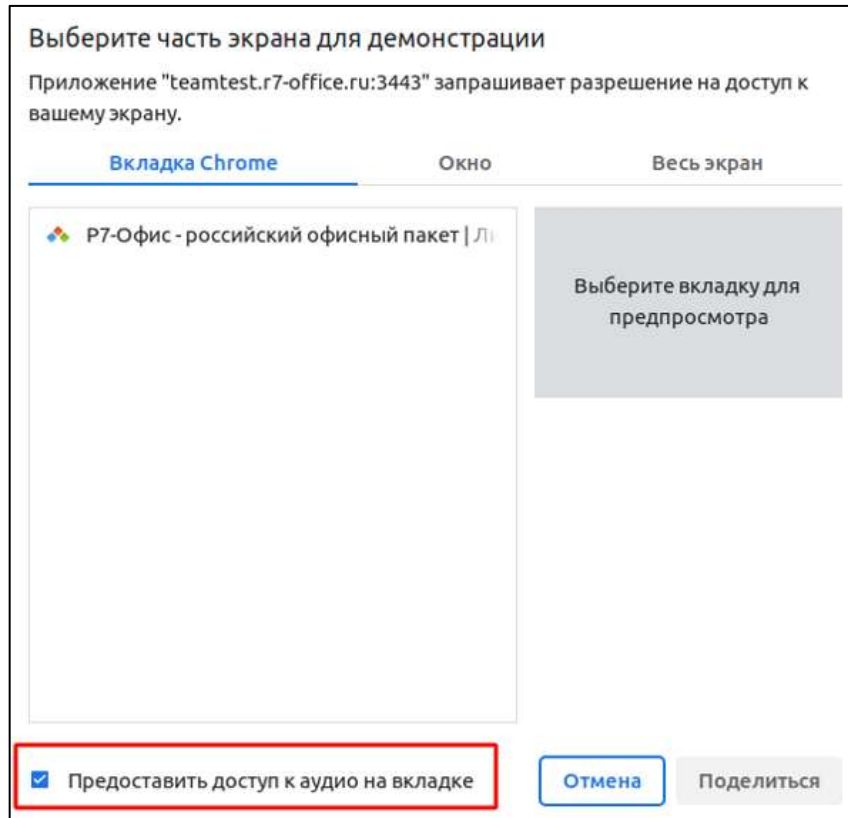 Выберите часть экрана для демонстрации
Приложение "teamtest.r7-office.ru:3443" запрашивает разрешение на доступ к
вашему экрану.
Вкладка Chrome Окно Весь экран
Р7-Офис - российский офисный пакет |
Выберите вкладку для
предпросмотра
Предоставить доступ к аудио на вкладке
Отмена Поделиться